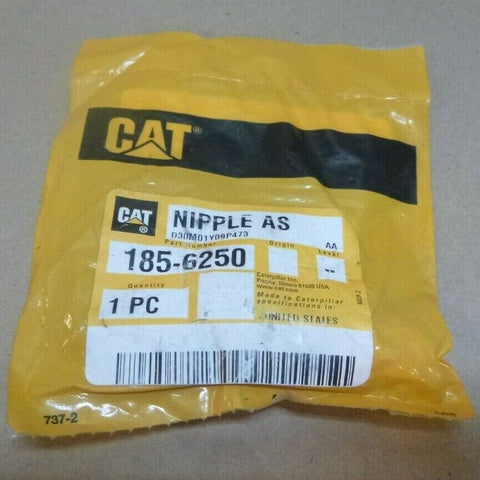 CAT®
CAT®
NIPPLE AS
D30M01Y09P473
Part Number
Origin
AA
Level
185-6250
--
Quantity
1 PC
Caterpillar Inc.
Peoria, Illinois 61629 USA
www.cat.com
Made to Caterpillar
specifications in:
UNITED STATES
737-2